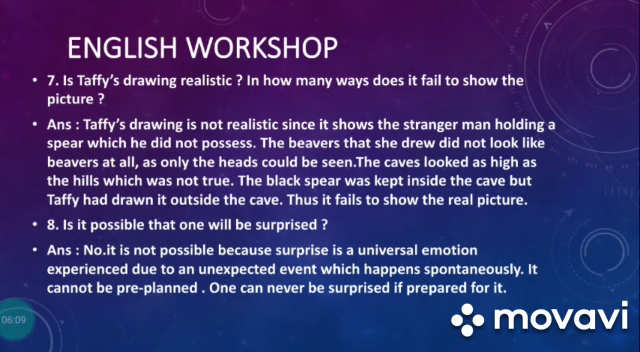 ENGLISH WORKSHOP
• 7. Is Taffy's drawing realistic ? In how many ways does it fail to show the
picture ?
• Ans : Taffy's drawing is not realistic since it shows the stranger man holding a
spear which he did not possess. The beavers that she drew did not look like
beavers at all, as only the heads could be seen.The caves looked as high as
the hills which was not true. The black spear was kept inside the cave but
Taffy had drawn it outside the cave. Thus it fails to show the real picture.
• 8. Is it possible that one will be surprised ?
• Ans : No.it is not possible because surprise is a universal emotion
experienced due to an unexpected event which happens spontaneously. It
cannot be pre-planned . One can never be surprised if prepared for it.
06:09
movavi